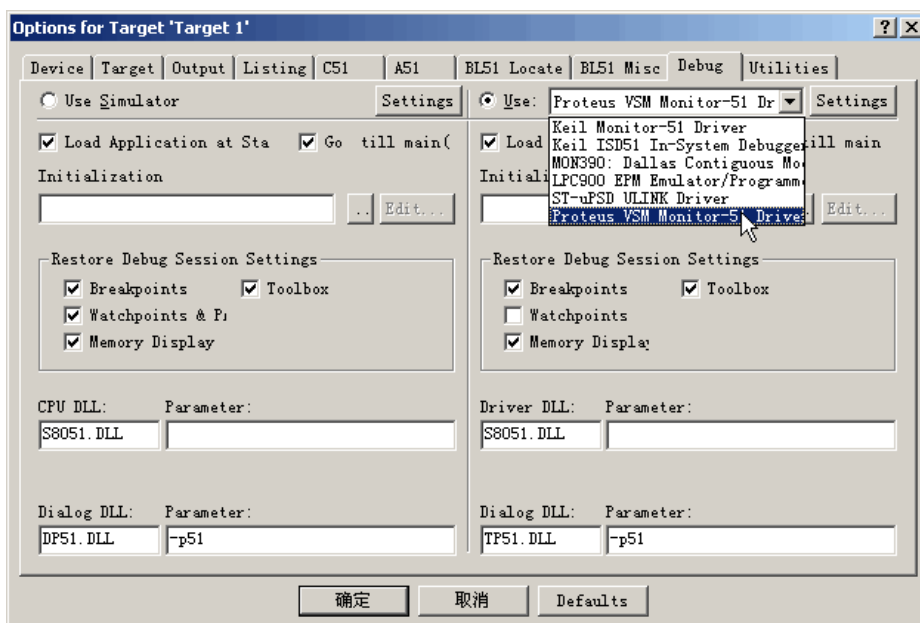 Options for Target 'Target 1'
Device Target Output Listing C51 A51 BL51 Locate BL51 Misc Debug Utilities
Use Simulator Settings Use: Proteus VSM Monitor-51 Dr Settings
Keil Monitor-51 Driver
Load Application at Sta Go till main( Load Keil ISD51 In-System Debugger till main
MON390: Dallas Contiguous Mo
Initialization Initiali LPC900 EPM Emulator/Programm
ST-uPSD ULINK Driver
.. Edit... Proteus VSM Monitor-51 Drive Edit...
Restore Debug Session Settings Restore Debug Session Settings
Breakpoints Toolbox Breakpoints Toolbox
Watchpoints & Watchpoints
Memory Display Memory Display
CPU DLL: Parameter: Driver DLL: Parameter:
S8051.DLL S8051.DLL
Dialog DLL: Parameter: Dialog DLL: Parameter:
DP51.DLL -p51 TP51.DLL -p51
确定 取消 Defaults